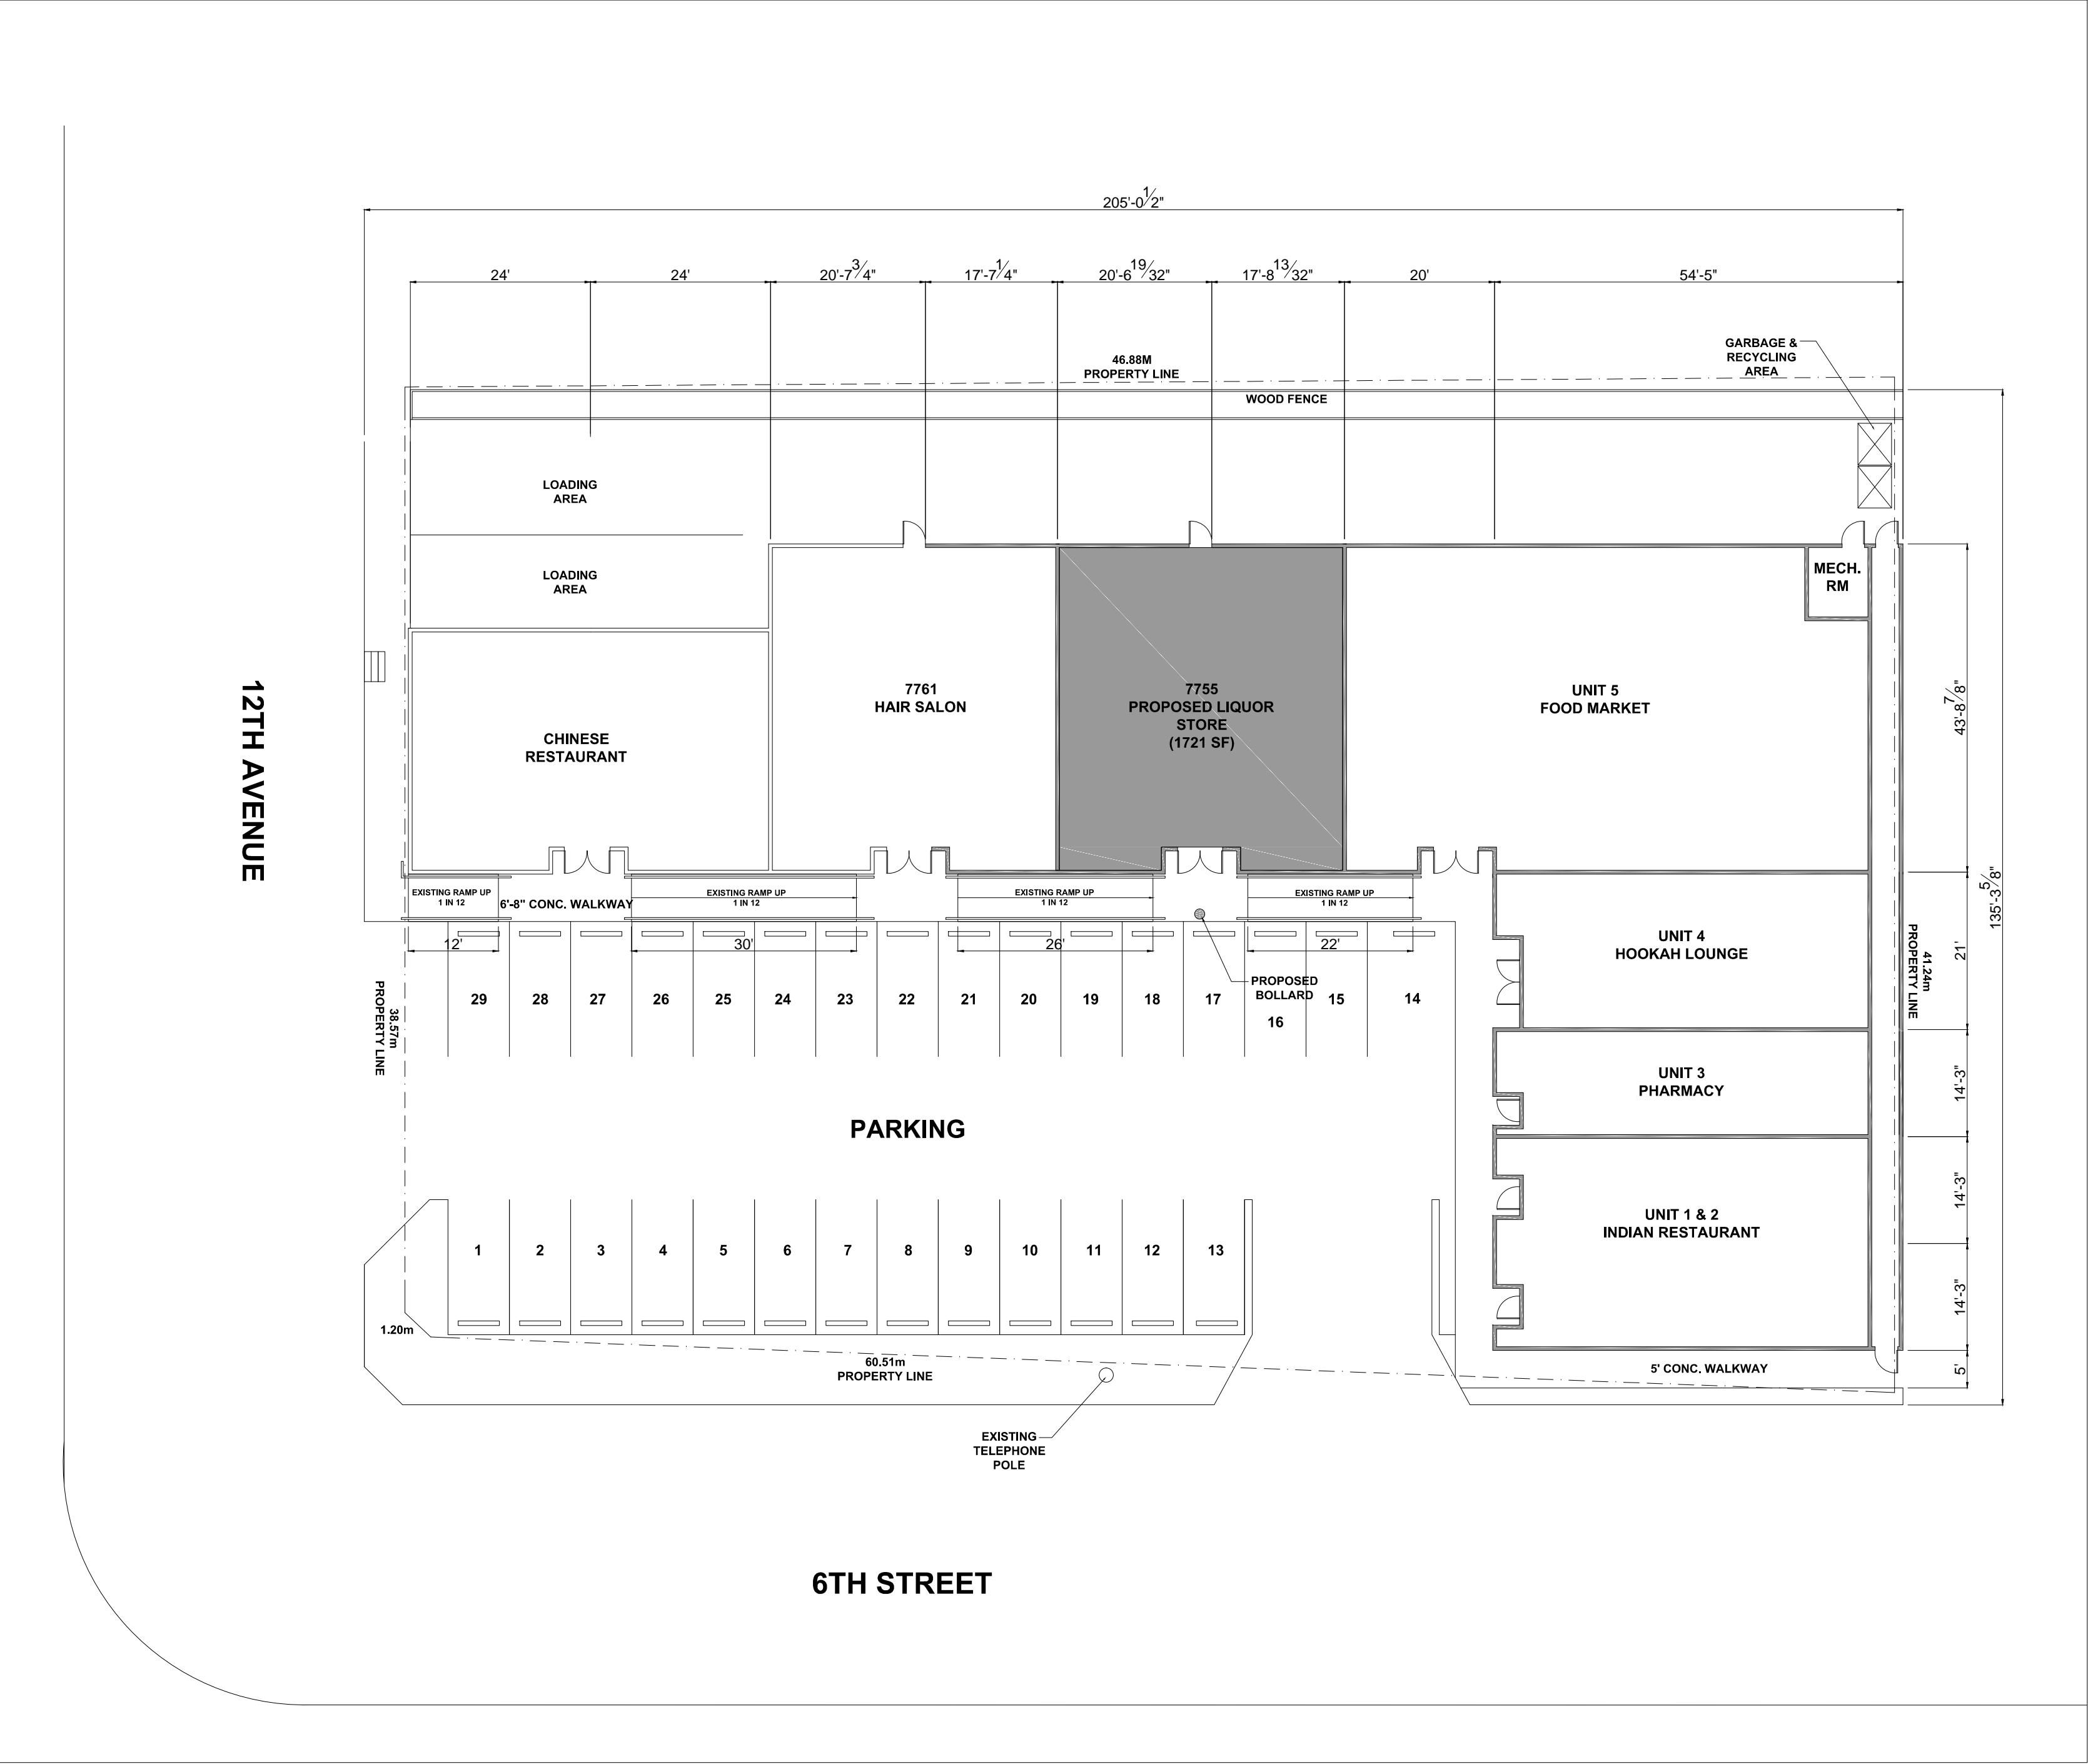 205'-0 1/2"
24'
24'
20'-7 3/4"
17'-7 1/4"
20'-6 19/32"
17'-8 13/32"
20'
54'-5"
GARBAGE &
RECYCLING
AREA
46.88M
PROPERTY LINE
WOOD FENCE
LOADING
AREA
LOADING
AREA
MECH.
RM
12TH AVENUE
CHINESE
RESTAURANT
7761
HAIR SALON
7755
PROPOSED LIQUOR
STORE
(1721 SF)
UNIT 5
FOOD MARKET
43'-8 7/8"
135'-3 5/8"
EXISTING RAMP UP
1 IN 12
6'-8" CONC. WALKWAY
EXISTING RAMP UP
1 IN 12
EXISTING RAMP UP
1 IN 12
EXISTING RAMP UP
1 IN 12
12'
30'
26'
22'
PROPOSED
BOLLARD
29
28
27
26
25
24
23
22
21
20
19
18
17
16
15
14
UNIT 4
HOOKAH LOUNGE
41.24m
PROPERTY LINE
21'
38.57m
PROPERTY LINE
UNIT 3
PHARMACY
14'-3"
PARKING
14'-3"
UNIT 1 & 2
INDIAN RESTAURANT
14'-3"
1
2
3
4
5
6
7
8
9
10
11
12
13
1.20m
60.51m
PROPERTY LINE
5' CONC. WALKWAY
5'
EXISTING
TELEPHONE
POLE
6TH STREET